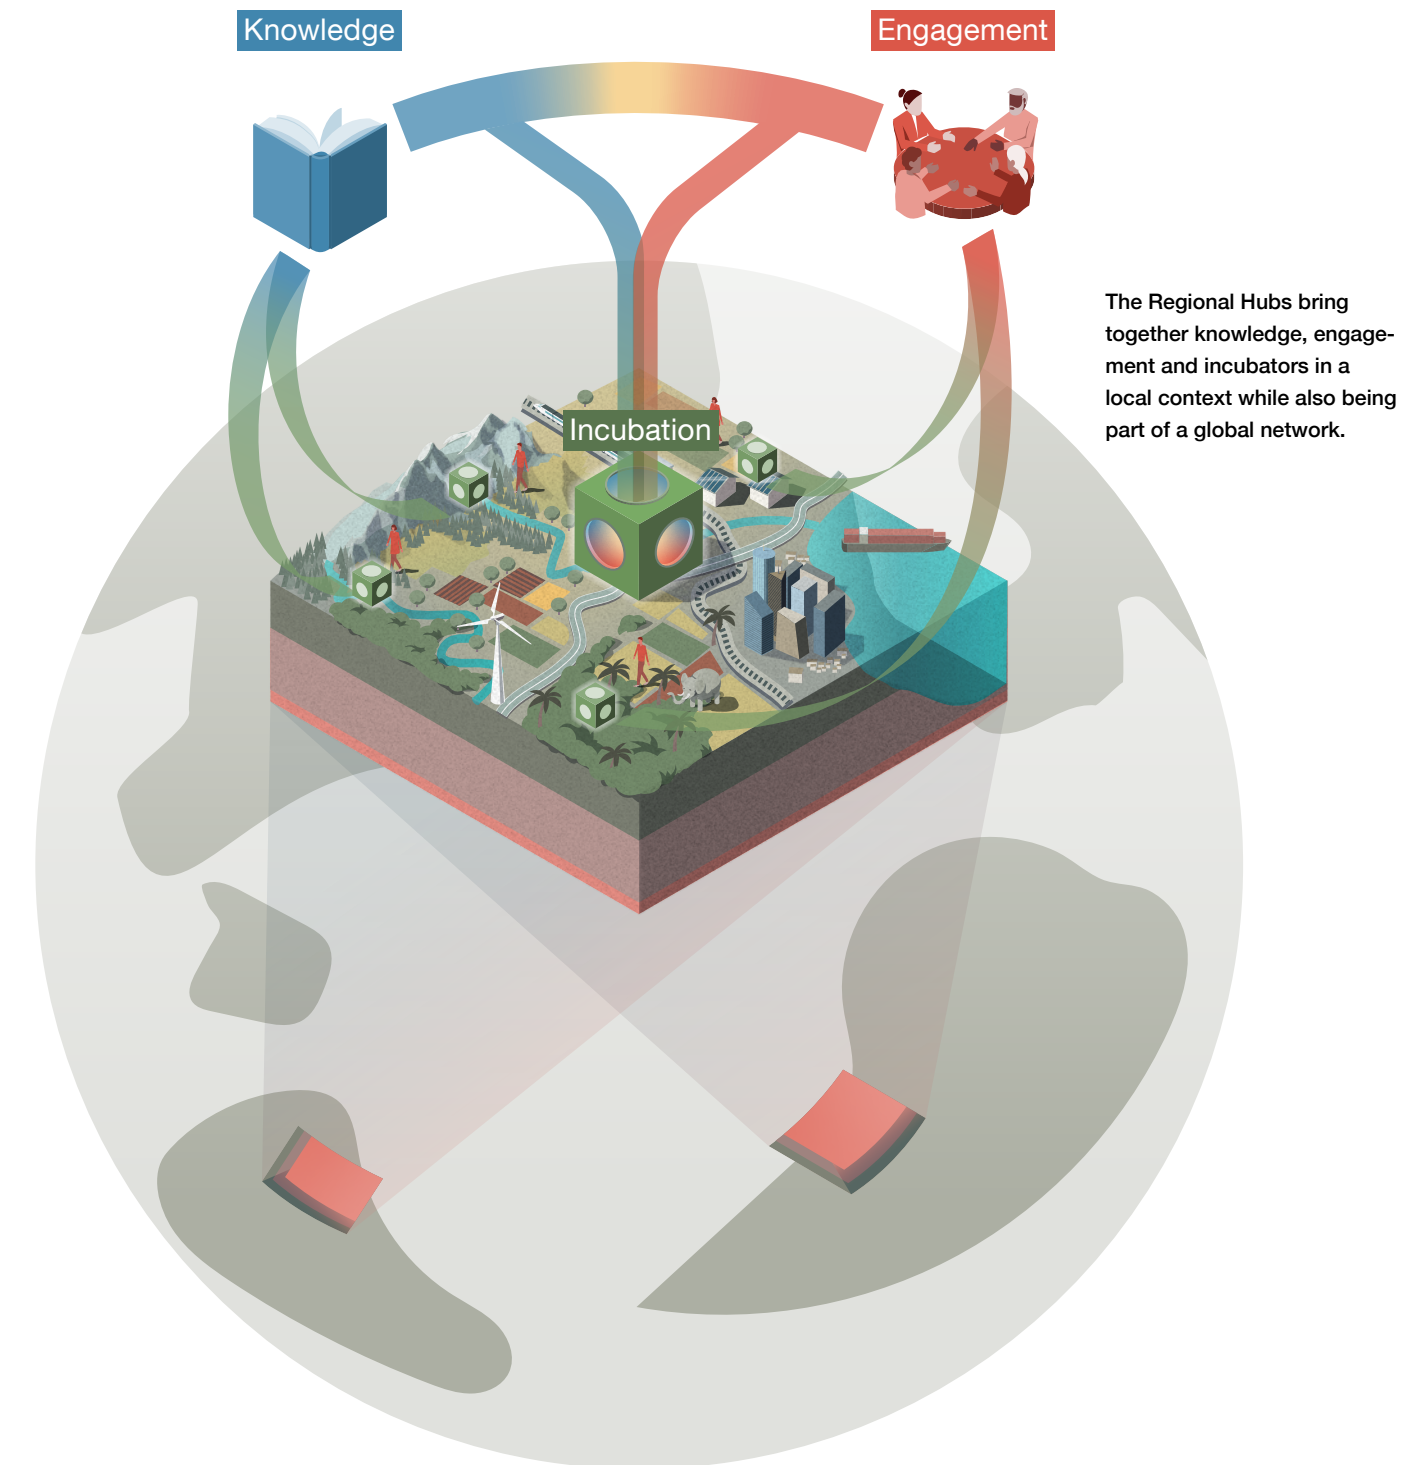 Knowledge
Engagement
The Regional Hubs bring
together knowledge, engage-
ment and incubators in a
local context while also being
part of a global network.
Incubation